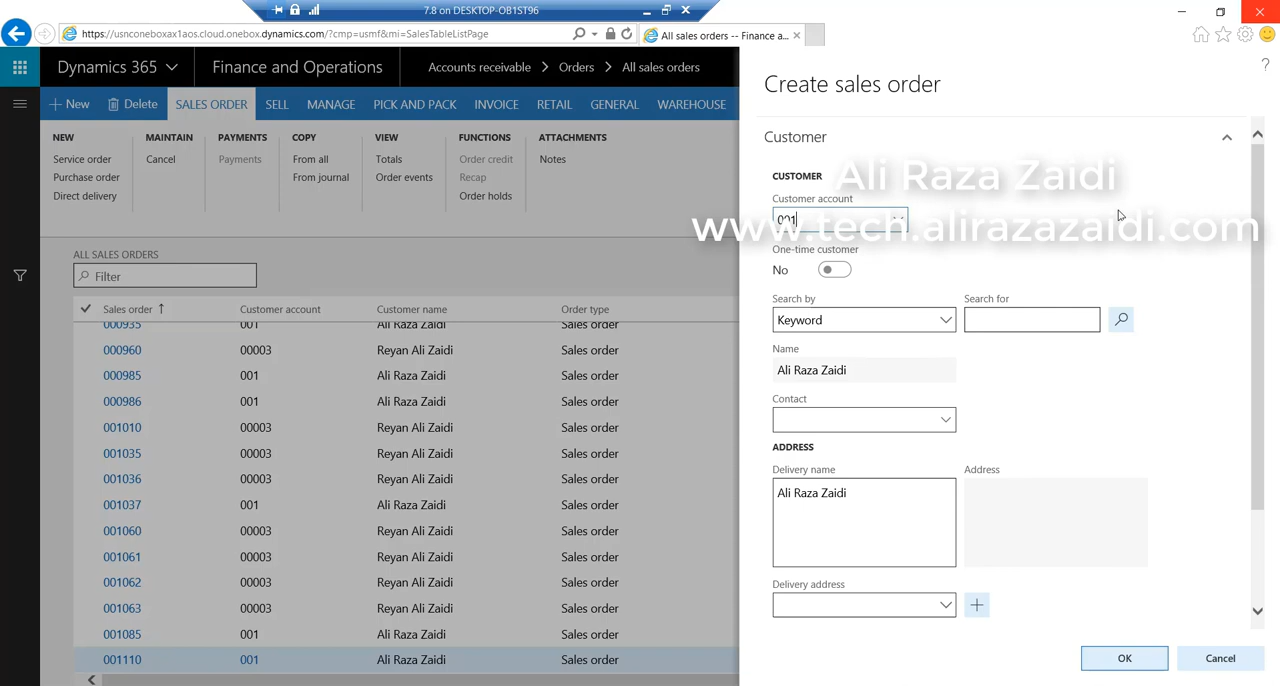 7.8 on DESKTOP-OB1ST96
https://usnconeboxax1aos.cloud.onebox.dynamics.com/?cmp=usmf&mi=SalesTableListPage
All sales orders -- Finance a...
Dynamics 365
Finance and Operations
Accounts receivable > Orders > All sales orders
New
Delete
SALES ORDER
SELL
MANAGE
PICK AND PACK
INVOICE
RETAIL
GENERAL
WAREHOUSE
NEW
Service order
Purchase order
Direct delivery
MAINTAIN
Cancel
PAYMENTS
Payments
COPY
From all
From journal
VIEW
Totals
Order events
FUNCTIONS
Order credit
Recap
Order holds
ATTACHMENTS
Notes
ALL SALES ORDERS
Filter
Sales order Customer account Customer name Order type
000935 001 Ali Raza Zaidi Sales order
000960 00003 Reyan Ali Zaidi Sales order
000985 001 Ali Raza Zaidi Sales order
000986 001 Ali Raza Zaidi Sales order
001010 00003 Reyan Ali Zaidi Sales order
001035 00003 Reyan Ali Zaidi Sales order
001036 00003 Reyan Ali Zaidi Sales order
001037 001 Ali Raza Zaidi Sales order
001060 00003 Reyan Ali Zaidi Sales order
001061 00003 Reyan Ali Zaidi Sales order
001062 00003 Reyan Ali Zaidi Sales order
001063 00003 Reyan Ali Zaidi Sales order
001085 001 Ali Raza Zaidi Sales order
001110 001 Ali Raza Zaidi Sales order
?
Create sales order
Customer
Ali Raza Zaidi
www.tech.alirazazaidi.com
CUSTOMER
Customer account
001
One-time customer
No
Search by
Keyword
Search for
Name
Ali Raza Zaidi
Contact
ADDRESS
Delivery name
Ali Raza Zaidi
Address
Delivery address
OK
Cancel